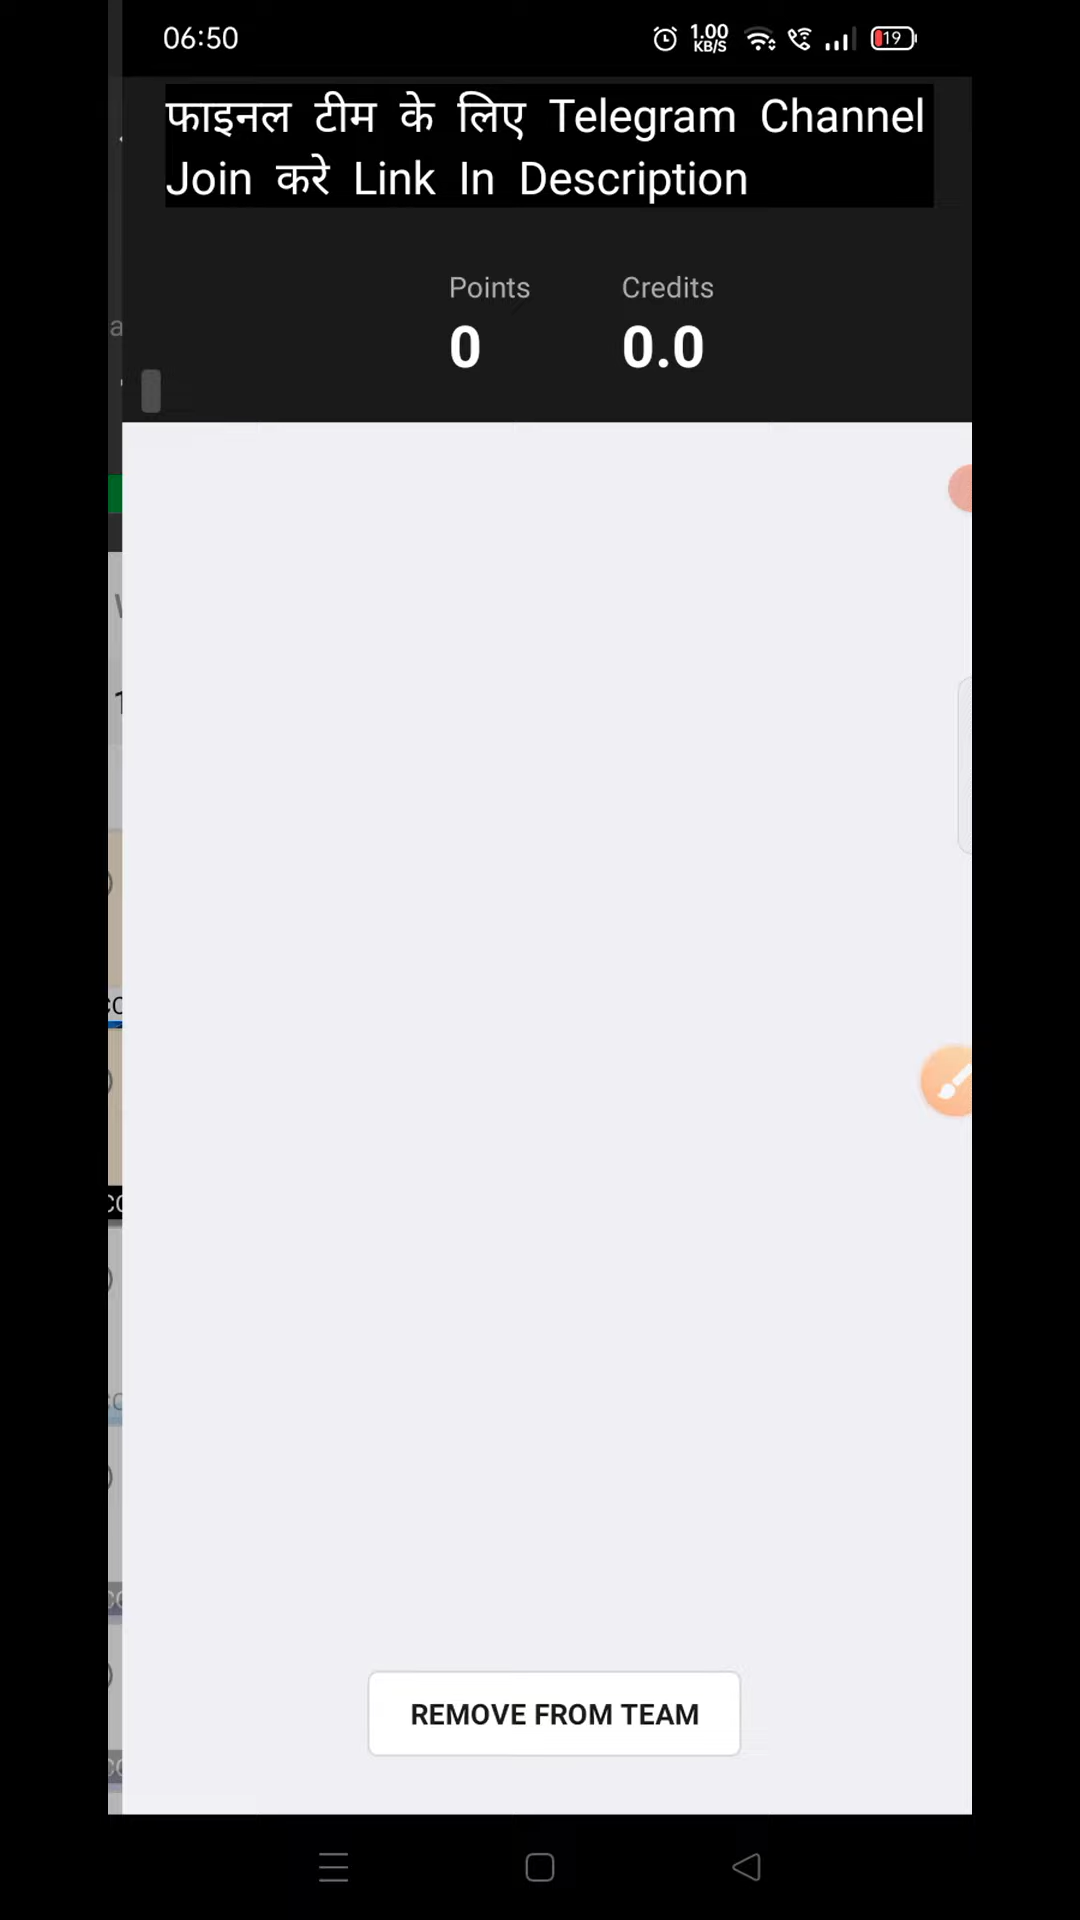 06:50
1.00
KB/S
19
फाइनल टीम के लिए Telegram Channel
Join करे Link In Description
Points
Credits
0
0.0
REMOVE FROM TEAM